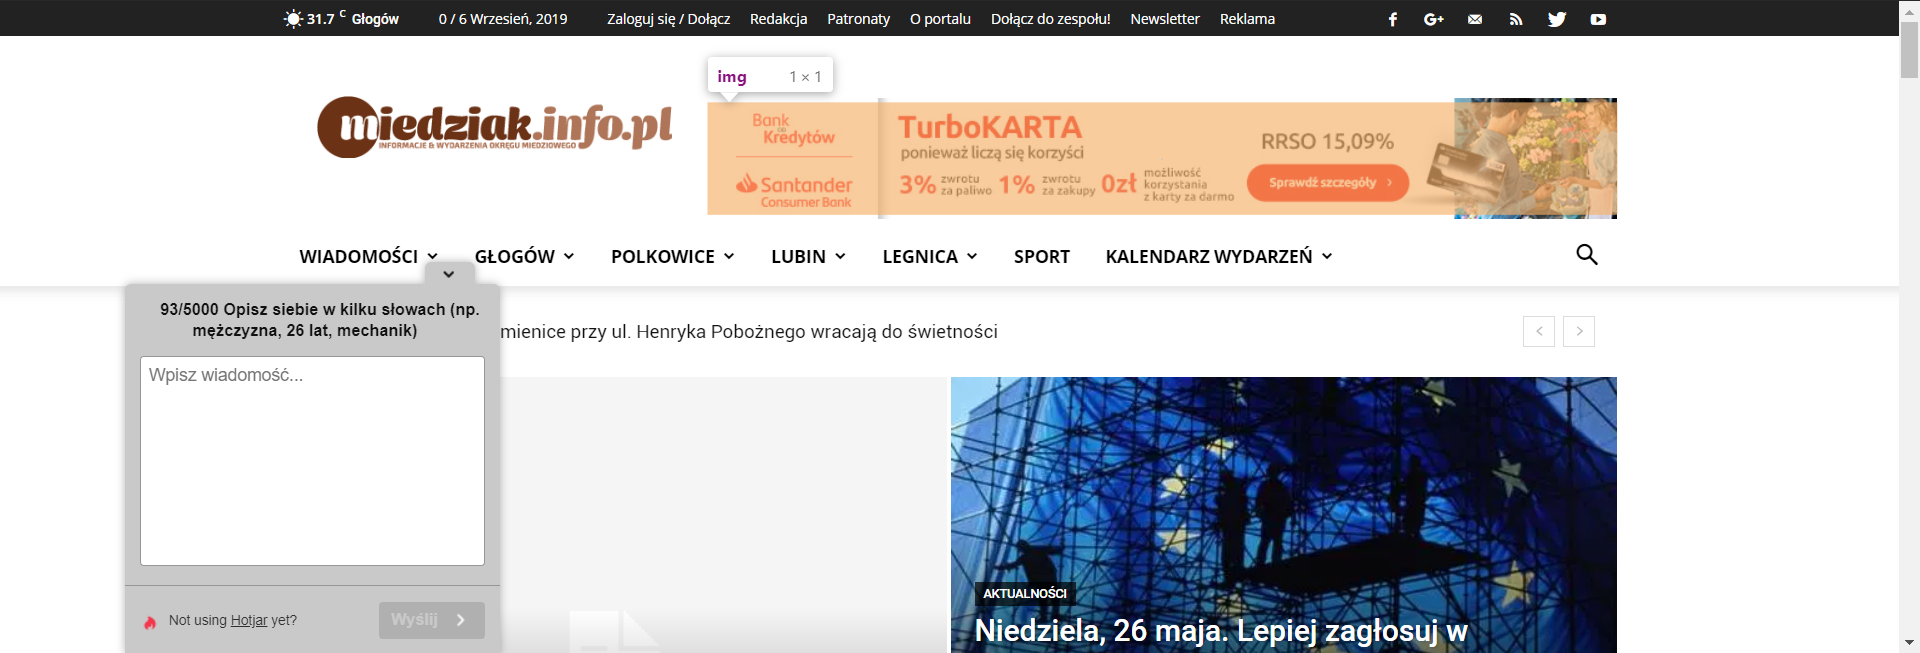 31.7 C Głogów
0 / 6 Wrzesień, 2019
Zaloguj się / Dołącz
Redakcja
Patronaty
O portalu
Dołącz do zespołu!
Newsletter
Reklama
img 1 × 1
miedziak.info.pl
INFORMACJE & WYDARZENIA OKRĘGU MIEDZIOWEGO
Bank
od
Kredytów
Santander
Consumer Bank
TurboKARTA
ponieważ liczą się korzyści
3% zwrotu za paliwo
1% zwrotu za zakupy
0zł możliwość korzystania z karty za darmo
RRSO 15,09%
Sprawdź szczegóły
WIADOMOŚCI
GŁOGÓW
POLKOWICE
LUBIN
LEGNICA
SPORT
KALENDARZ WYDARZEŃ
93/5000 Opisz siebie w kilku słowach (np.
mężczyzna, 26 lat, mechanik)
Wpisz wiadomość...
Not using Hotjar yet?
Wyślij
mienice przy ul. Henryka Pobożnego wracają do świetności
AKTUALNOŚCI
Niedziela, 26 maja. Lepiej zagłosuj w